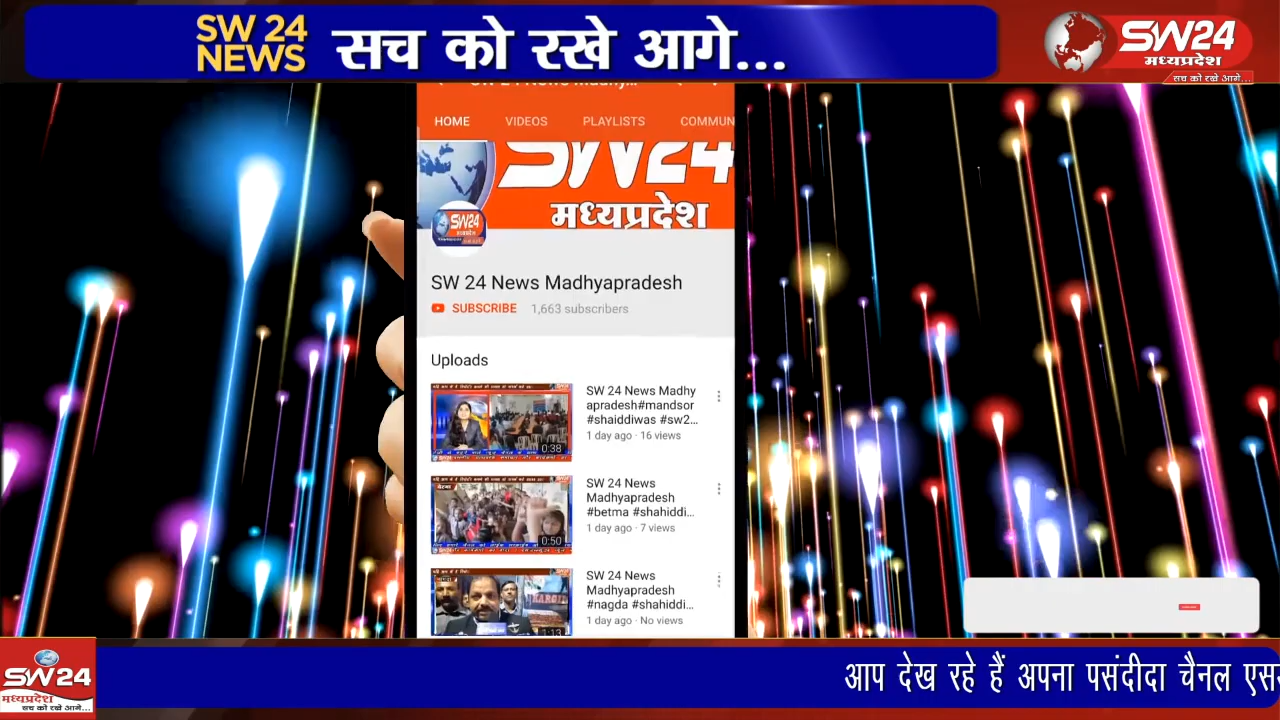 SW 24
NEWS
सच को रखे आगे...
SW24
मध्यप्रदेश
सच को रखे आगे...
HOME VIDEOS PLAYLISTS COMMUN
SW24
मध्यप्रदेश
SW24
SW 24 News Madhyapradesh
SUBSCRIBE 1,663 subscribers
Uploads
SW 24 News Madhy
apradesh#mandsor
#shaiddiwas #sw2...
1 day ago · 16 views
0:38
SW 24 News
Madhyapradesh
#betma #shahiddi...
1 day ago · 7 views
0:50
SW 24 News
Madhyapradesh
#nagda #shahiddi...
1 day ago · No views
1:13
SW24
मध्यप्रदेश
सच को रखे आगे...
आप देख रहे हैं अपना पसंदीदा चैनल एस